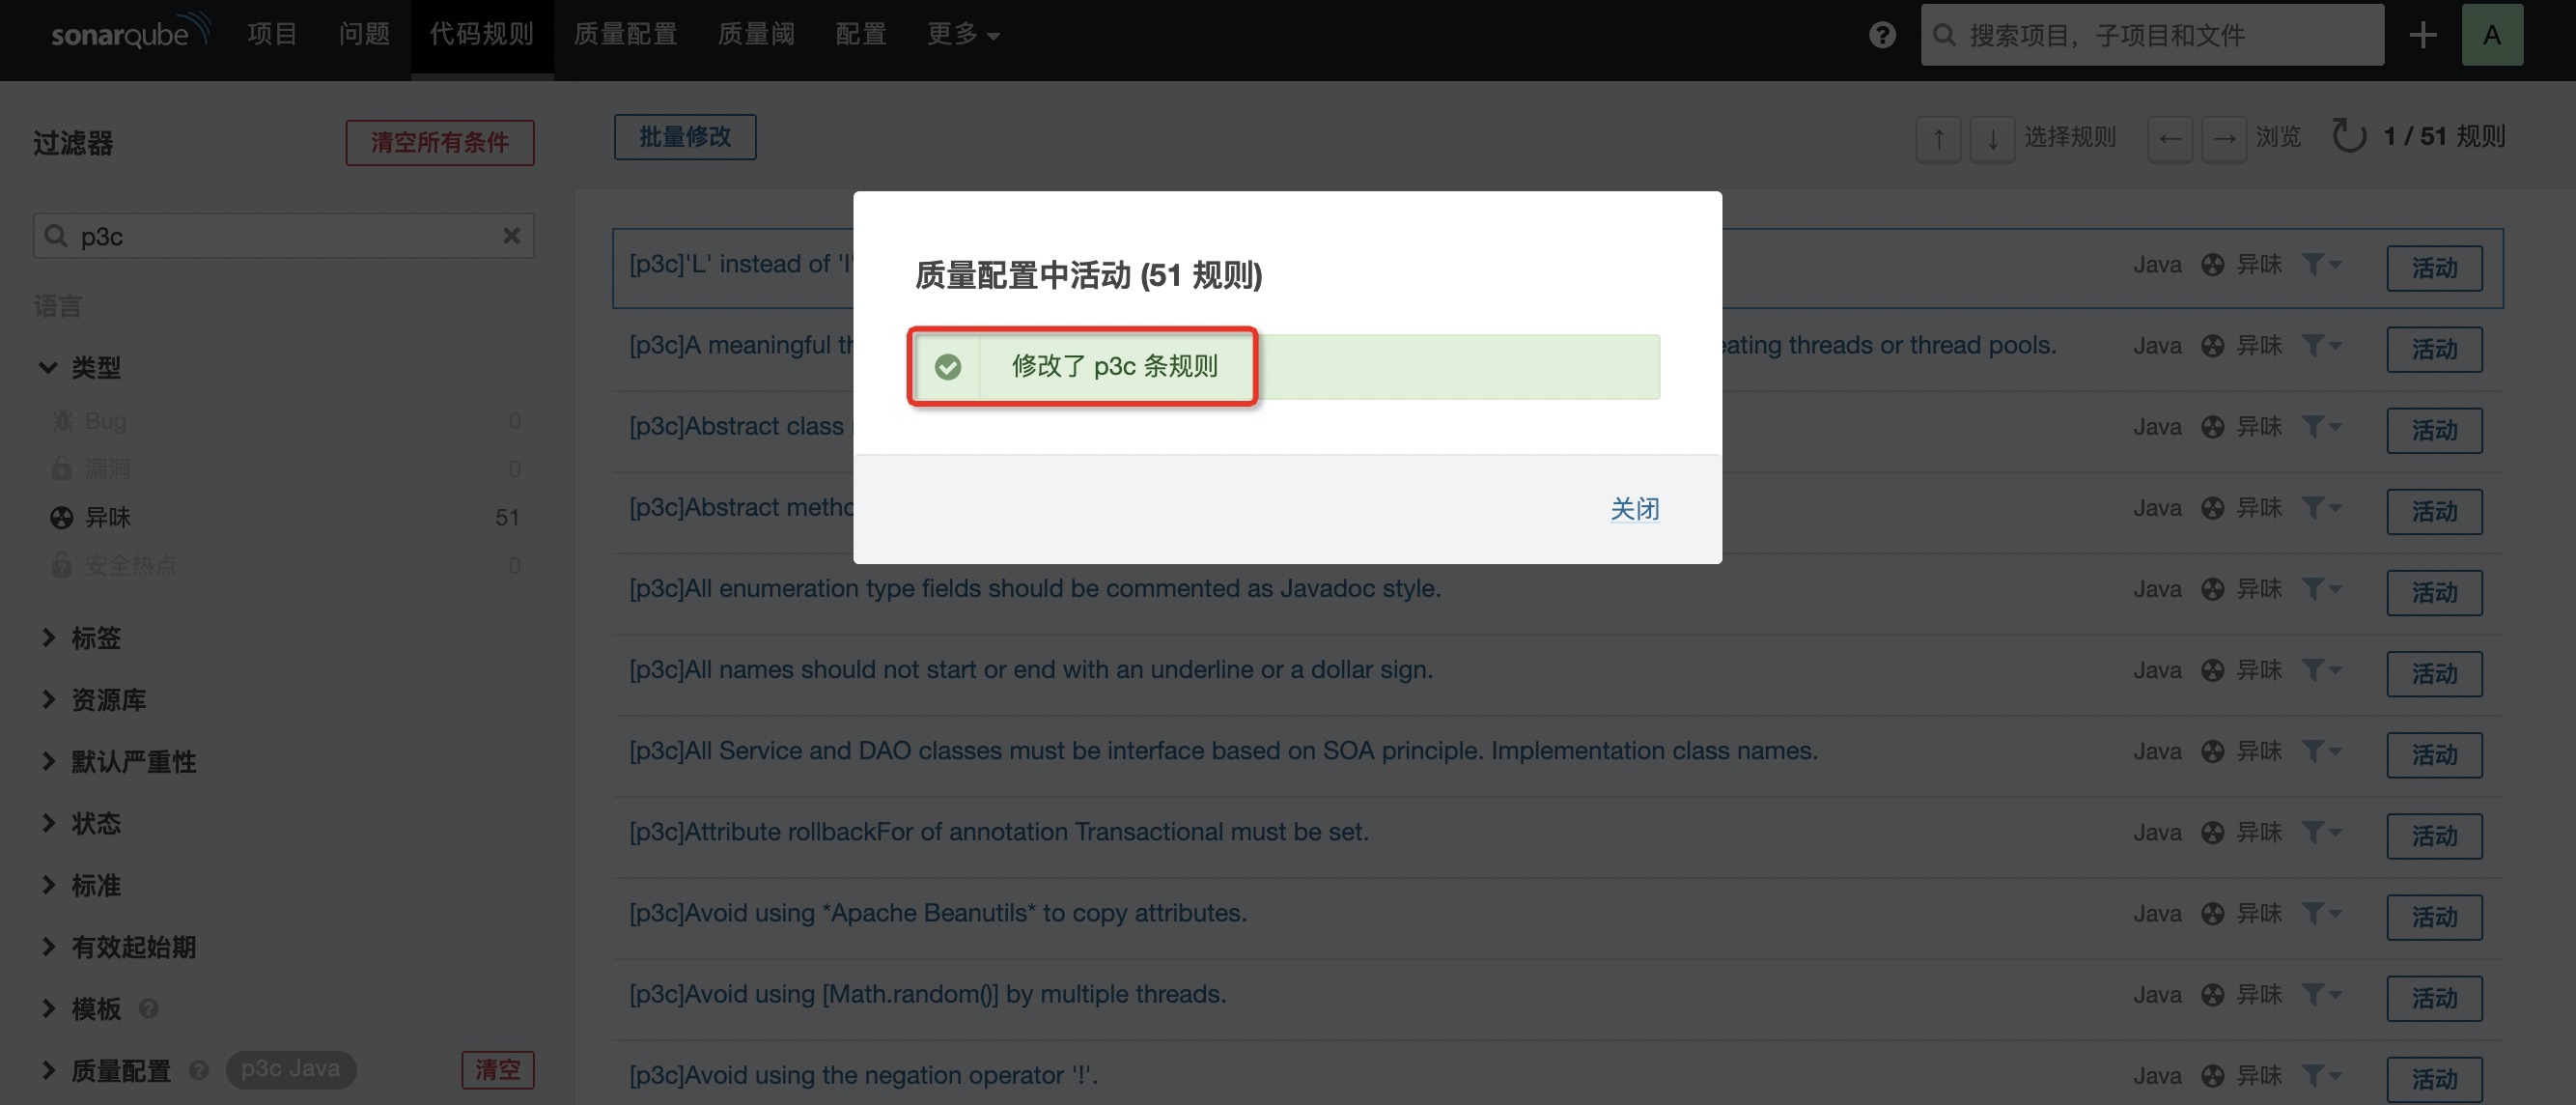 sonarqube 项目 问题 代码规则 质量配置 质量阈 配置 更多 ? 搜索项目，子项目和文件 + A
过滤器 清空所有条件
p3c
语言
类型
Bug 0
漏洞 0
异味 51
安全热点 0
标签
资源库
默认严重性
状态
标准
有效起始期
模板 ?
质量配置 ? p3c Java 清空
批量修改 ↑ ↓ 选择规则 ← → 浏览 1 / 51 规则
[p3c]'L' instead of 'l' Java 异味 活动
[p3c]A meaningful eating threads or thread pools. Java 异味 活动
[p3c]Abstract class Java 异味 活动
[p3c]Abstract Java 异味 活动
[p3c]All enumeration type fields should be commented as Javadoc style. Java 异味 活动
[p3c]All names should not start or end with an underline or a dollar sign. Java 异味 活动
[p3c]All Service and DAO classes must be interface based on SOA principle. Implementation class names. Java 异味 活动
[p3c]Attribute rollbackFor of annotation Transactional must be set. Java 异味 活动
[p3c]Avoid using *Apache Beanutils* to copy attributes. Java 异味 活动
[p3c]Avoid using [Math.random()] by multiple threads. Java 异味 活动
[p3c]Avoid using the negation operator '!'. Java 异味 活动
质量配置中活动 (51 规则)
修改了 p3c 条规则
关闭